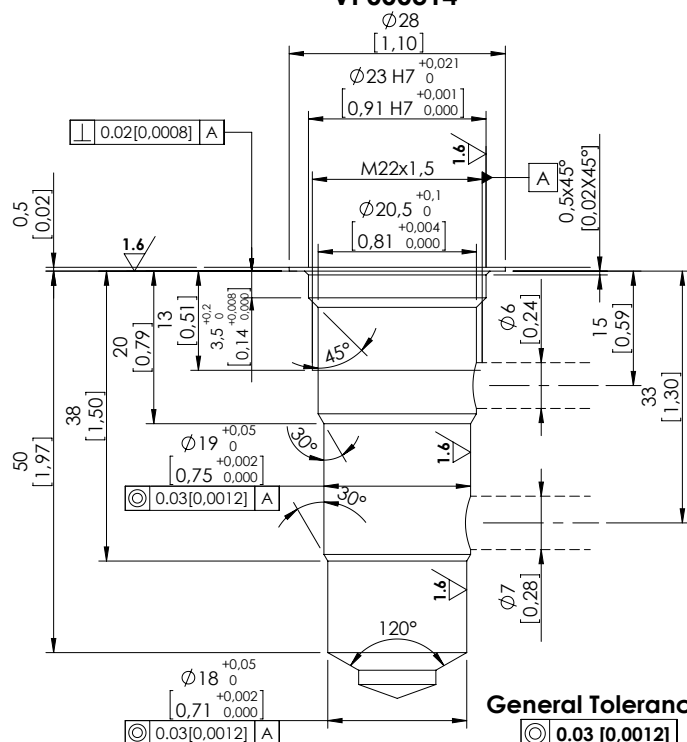 Ø28
[1,10]
Ø23 H7 +0,021 0
[0,91 H7 +0,001 0,000]
⊥ 0.02[0,0008] A
M22x1,5
1.6
A
0,5x45°
[0,02X45°]
Ø20,5 +0,1 0
[0,81 +0,004 0,000]
0,5
[0,02]
1.6
13
[0,51]
3,5 +0,2 0
[0,14 +0,008 0,000]
20
[0,79]
38
[1,50]
50
[1,97]
45°
Ø6
[0,24]
15
[0,59]
33
[1,30]
30°
Ø19 +0,05 0
[0,75 +0,002 0,000]
◎ 0.03[0,0012] A
1.6
30°
1.6
Ø7
[0,28]
120°
Ø18 +0,05 0
[0,71 +0,002 0,000]
◎ 0.03[0,0012] A
General Toleranc
◎ 0.03 [0,0012]